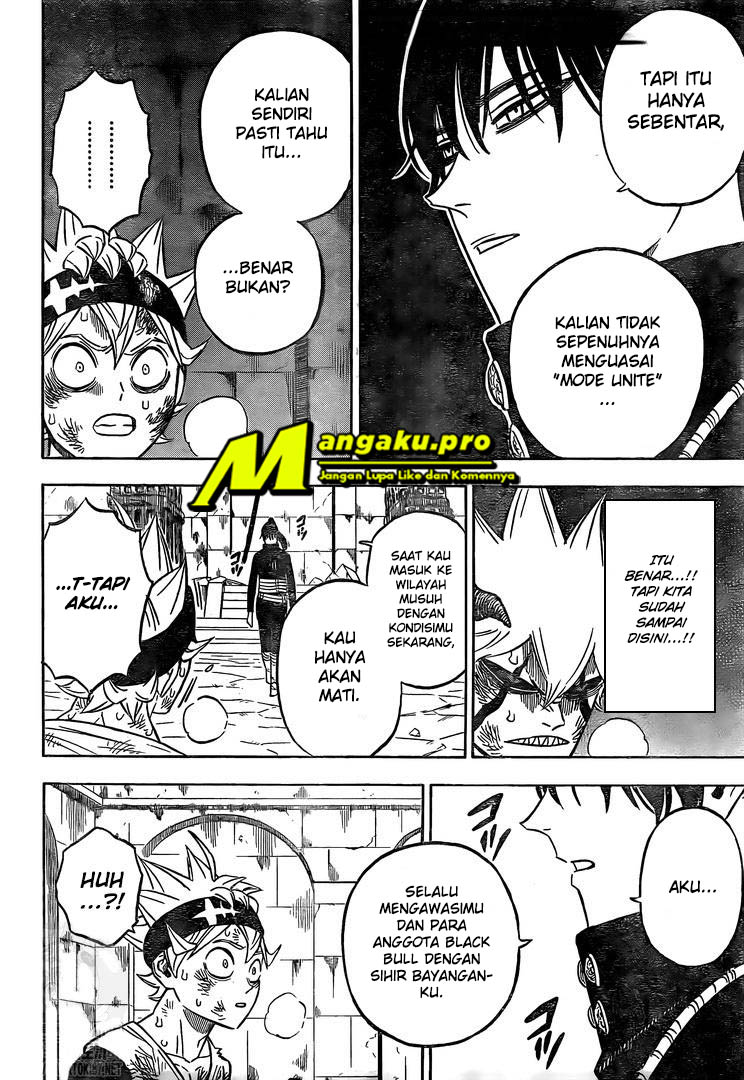 TAPI ITU
HANYA
SEBENTAR,
KALIAN TIDAK
SEPENUHNYA
MENGUASAI
"MODE UNITE"
...
KALIAN
SENDIRI
PASTI TAHU
ITU...
...BENAR
BUKAN?
.........
Mangaku.pro
Jangan Lupa Like dan Komennya
ITU
BENAR...!!
TAPI KITA
SUDAH
SAMPAI
DISINI...!!
SAAT KAU
MASUK KE
WILAYAH
MUSUH
DENGAN
KONDISIMU
SEKARANG,
KAU
HANYA
AKAN
MATI.
...T-TAPI
AKU...
AKU...
SELALU
MENGAWASIMU
DAN PARA
ANGGOTA BLACK
BULL DENGAN
SIHIR BAYANGAN-
KU.
HUH
...?!